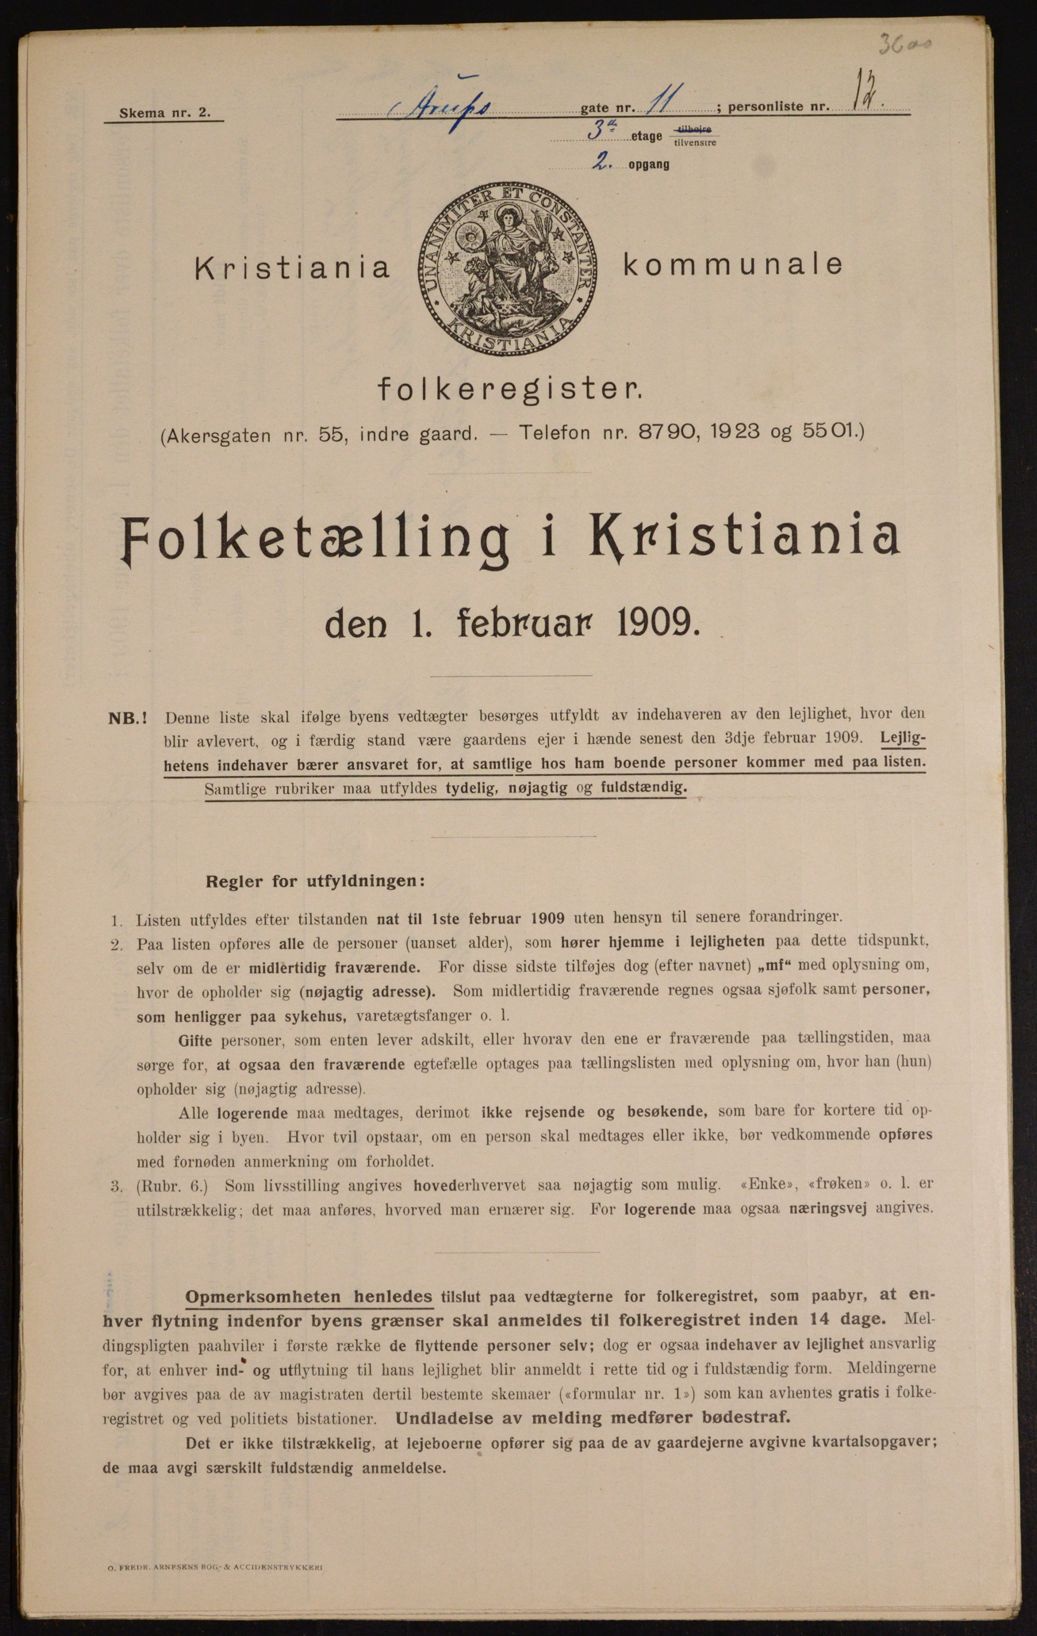 3600
Skema nr. 2.
Arups gate nr. 11 ; personliste nr. 12.
3die etage tilhøjre
tilvenstre
2. opgang
UNANIMITER ET CONSTANTER
KRISTIANIA
Kristiania kommunale
folkeregister.
(Akersgaten nr. 55, indre gaard. — Telefon nr. 8790, 1923 og 5501.)
Folketælling i Kristiania
den 1. februar 1909.
NB.! Denne liste skal ifølge byens vedtægter besørges utfyldt av indehaveren av den lejlighet, hvor den
blir avlevert, og i færdig stand være gaardens ejer i hænde senest den 3dje februar 1909. Lejlig-
hetens indehaver bærer ansvaret for, at samtlige hos ham boende personer kommer med paa listen.
Samtlige rubriker maa utfyldes tydelig, nøjagtig og fuldstændig.
Regler for utfyldningen:
1. Listen utfyldes efter tilstanden nat til 1ste februar 1909 uten hensyn til senere forandringer.
2. Paa listen opføres alle de personer (uanset alder), som hører hjemme i lejligheten paa dette tidspunkt,
selv om de er midlertidig fraværende. For disse sidste tilføjes dog (efter navnet) „mf“ med oplysning om,
hvor de opholder sig (nøjagtig adresse). Som midlertidig fraværende regnes ogsaa sjøfolk samt personer,
som henligger paa sykehus, varetægtsfanger o. l.
Gifte personer, som enten lever adskilt, eller hvorav den ene er fraværende paa tællingstiden, maa
sørge for, at ogsaa den fraværende egtefælle optages paa tællingslisten med oplysning om, hvor han (hun)
opholder sig (nøjagtig adresse).
Alle logerende maa medtages, derimot ikke rejsende og besøkende, som bare for kortere tid op-
holder sig i byen. Hvor tvil opstaar, om en person skal medtages eller ikke, bør vedkommende opføres
med fornøden anmerkning om forholdet.
3. (Rubr. 6.) Som livsstilling angives hovederhvervet saa nøjagtig som mulig. «Enke», «frøken» o. l. er
utilstrækkelig; det maa anføres, hvorved man ernærer sig. For logerende maa ogsaa næringsvej angives.
Opmerksomheten henledes tilslut paa vedtægterne for folkeregistret, som paabyr, at en-
hver flytning indenfor byens grænser skal anmeldes til folkeregistret inden 14 dage. Mel-
dingspligten paahviler i første række de flyttende personer selv; dog er ogsaa indehaver av lejlighet ansvarlig
for, at enhver ind- og utflytning til hans lejlighet blir anmeldt i rette tid og i fuldstændig form. Meldingerne
bør avgives paa de av magistraten dertil bestemte skemaer («formular nr. 1») som kan avhentes gratis i folke-
registret og ved politiets bistationer. Undladelse av melding medfører bødestraf.
Det er ikke tilstrækkelig, at lejeboerne opfører sig paa de av gaardejerne avgivne kvartalsopgaver;
de maa avgi særskilt fuldstændig anmeldelse.
O. FREDR. ARNESENS BOG- & ACCIDENSTRYKKERI